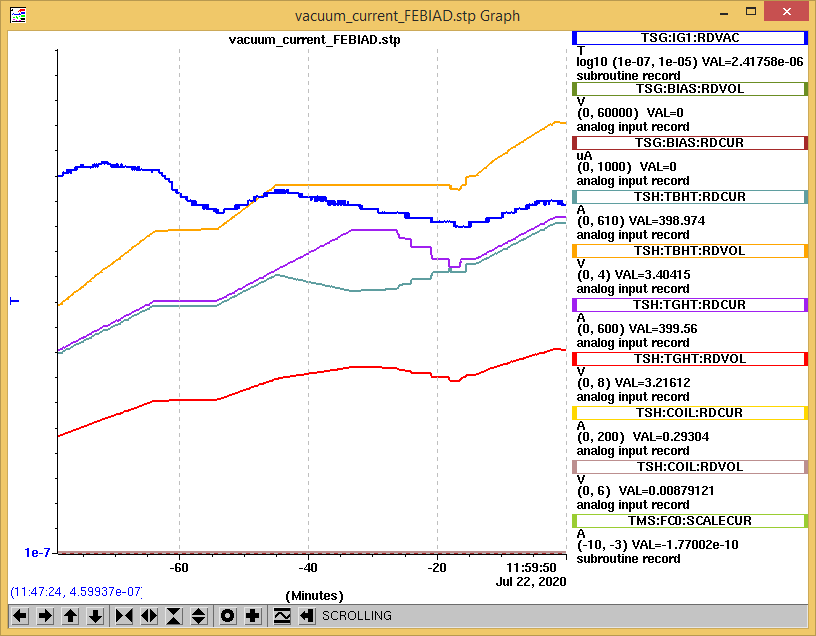 vacuum_current_FEBIAD.stp Graph
vacuum_current_FEBIAD.stp
T
1e-7
-60
-40
-20
11:59:50
Jul 22, 2020
(Minutes)
(11:47:24, 4.59937e-07)
TSG:IG1:RDVAC
T
log10 (1e-07, 1e-05) VAL=2.41758e-06
subroutine record
TSG:BIAS:RDVOL
V
(0, 60000) VAL=0
analog input record
TSG:BIAS:RDCUR
uA
(0, 1000) VAL=0
analog input record
TSH:TBHT:RDCUR
A
(0, 610) VAL=398.974
analog input record
TSH:TBHT:RDVOL
V
(0, 4) VAL=3.40415
analog input record
TSH:TGHT:RDCUR
A
(0, 600) VAL=399.56
analog input record
TSH:TGHT:RDVOL
V
(0, 8) VAL=3.21612
analog input record
TSH:COIL:RDCUR
A
(0, 200) VAL=0.29304
analog input record
TSH:COIL:RDVOL
V
(0, 6) VAL=0.00879121
analog input record
TMS:FC0:SCALECUR
A
(-10, -3) VAL=-1.77002e-10
subroutine record
SCROLLING